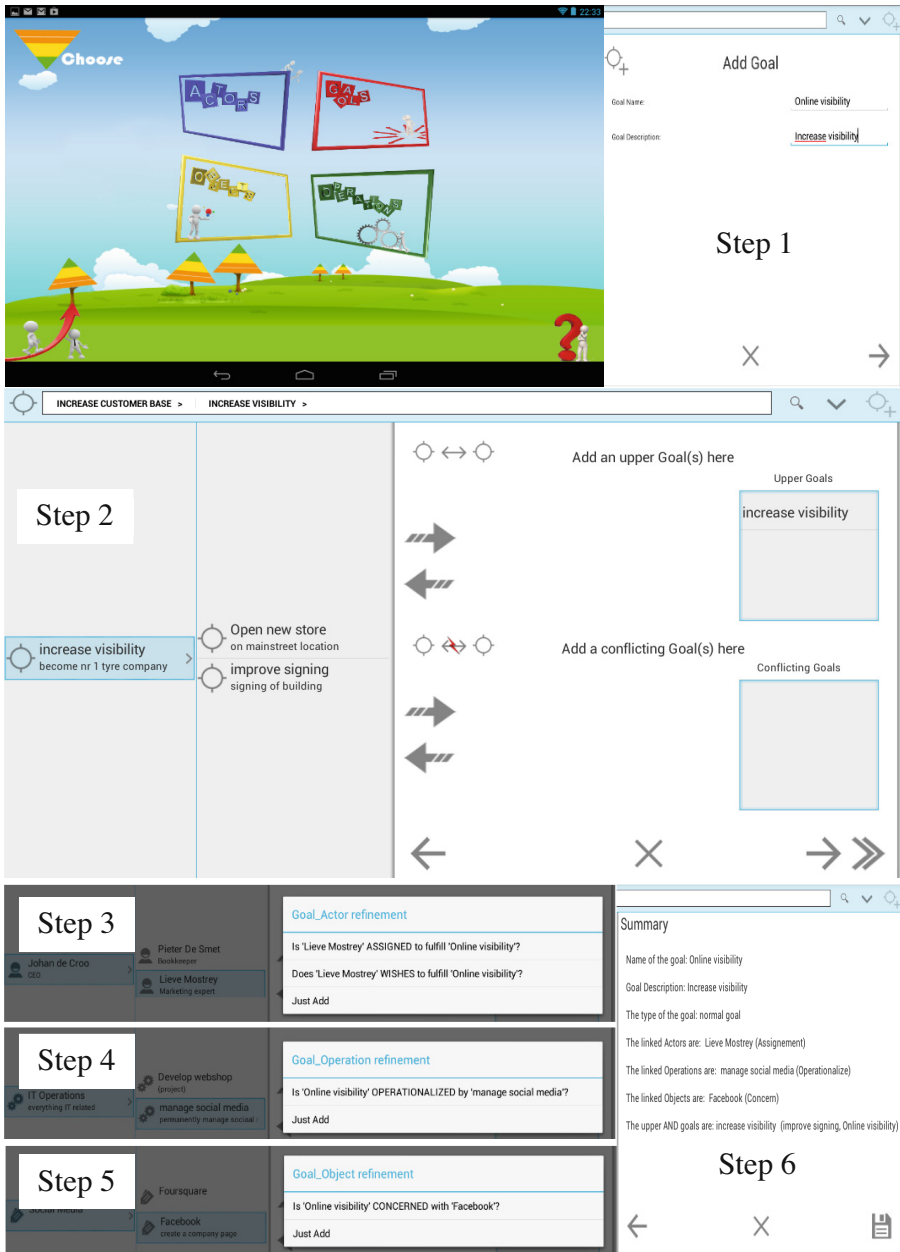 22:33
Choose
ACTORS
GOALS
OBJECTS
OPERATIONS
?
Add Goal
Goal Name: Online visibility
Goal Description: Increase visibility
Step 1
INCREASE CUSTOMER BASE > INCREASE VISIBILITY >
Step 2
increase visibility
become nr 1 tyre company
Open new store
on mainstreet location
improve signing
signing of building
Add an upper Goal(s) here
Upper Goals
increase visibility
Add a conflicting Goal(s) here
Conflicting Goals
Step 3
Johan de Croo
CEO
Pieter De Smet
Bookkeeper
Lieve Mostrey
Marketing expert
Goal_Actor refinement
Is 'Lieve Mostrey' ASSIGNED to fulfill 'Online visibility'?
Does 'Lieve Mostrey' WISHES to fulfill 'Online visibility'?
Just Add
Step 4
IT Operations
everything IT related
Develop webshop
(project)
manage social media
permanently manage social
Goal_Operation refinement
Is 'Online visibility' OPERATIONALIZED by 'manage social media'?
Just Add
Step 5
Social Media
Foursquare
Facebook
create a company page
Goal_Object refinement
Is 'Online visibility' CONCERNED with 'Facebook'?
Just Add
Summary
Name of the goal: Online visibility
Goal Description: Increase visibility
The type of the goal: normal goal
The linked Actors are: Lieve Mostrey (Assignement)
The linked Operations are: manage social media (Operationalize)
The linked Objects are: Facebook (Concern)
The upper AND goals are: increase visibility (improve signing, Online visibility)
Step 6